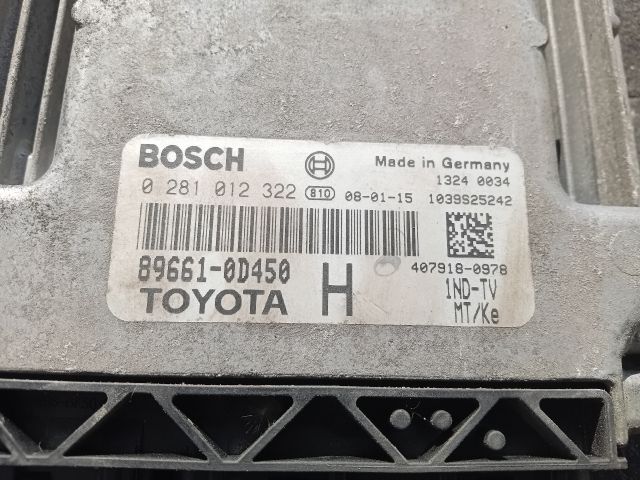 BOSCH Made in Germany
1324 0034
0 281 012 322 810 08-01-15 1039S25242
407918-0978
89661-0D450 H 1ND-TV
TOYOTA MT/Ke